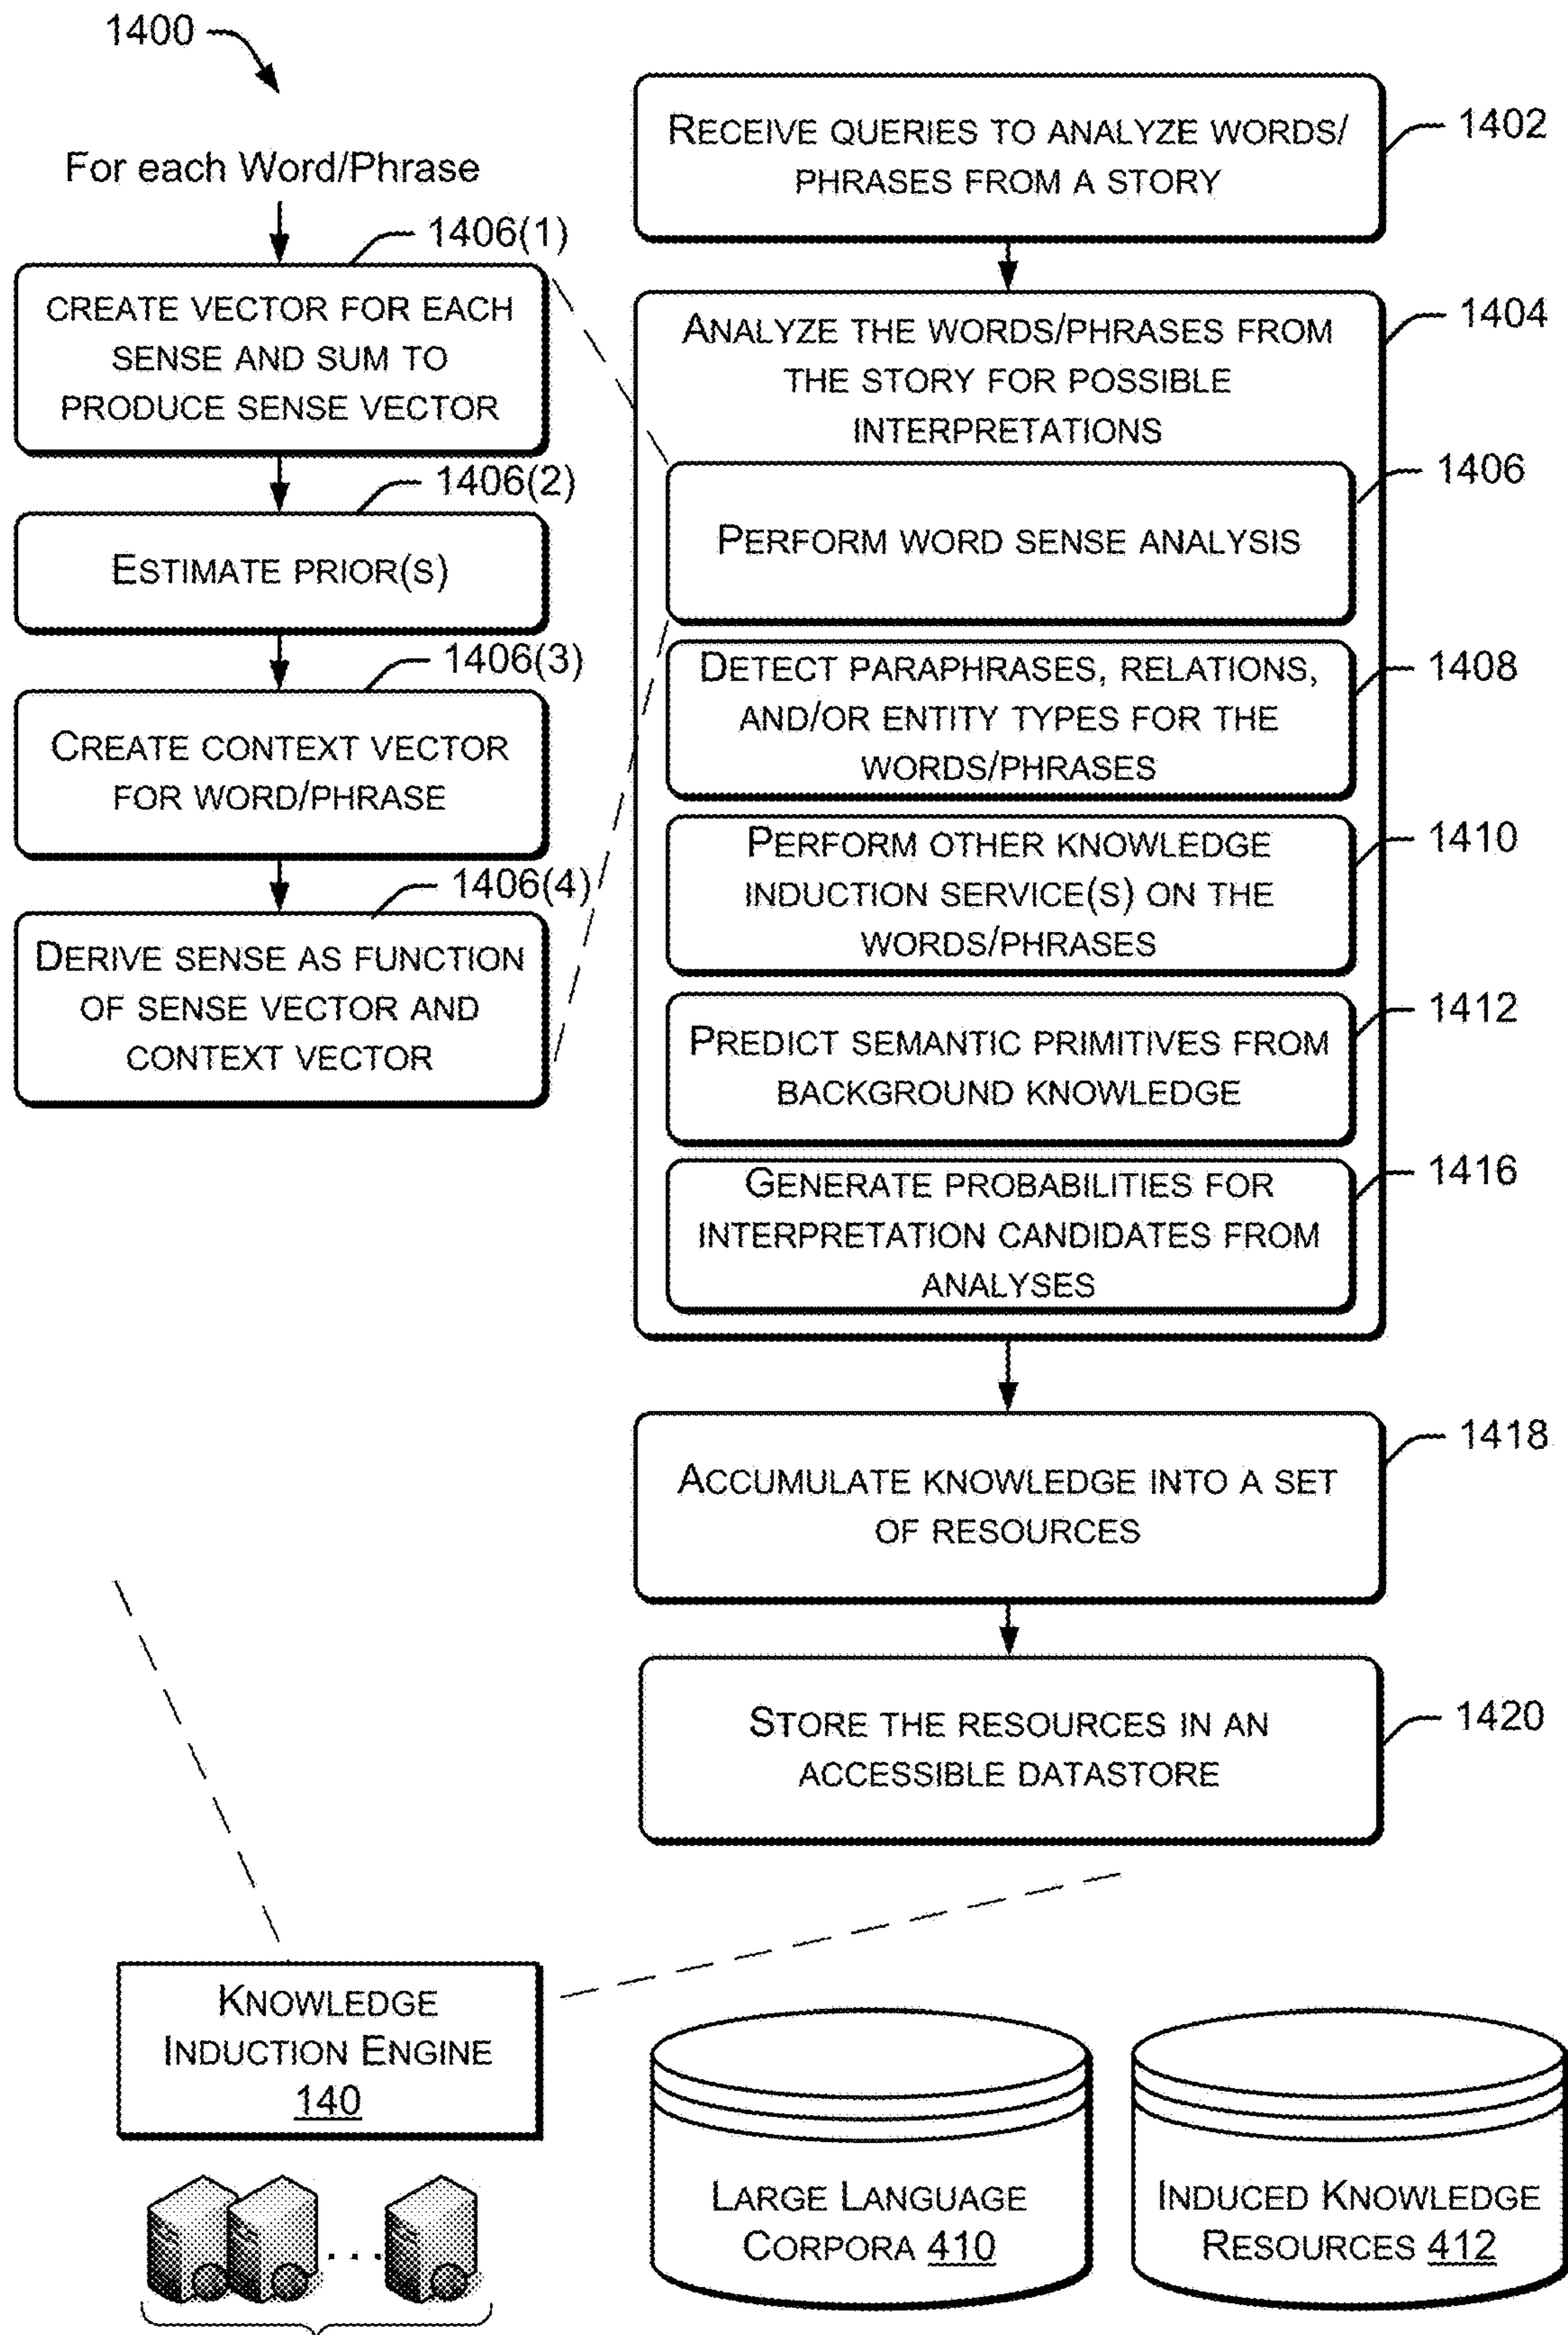 1400
For each Word/Phrase
1406(1)
CREATE VECTOR FOR EACH
SENSE AND SUM TO
PRODUCE SENSE VECTOR
1406(2)
ESTIMATE PRIOR(S)
1406(3)
CREATE CONTEXT VECTOR
FOR WORD/PHRASE
1406(4)
DERIVE SENSE AS FUNCTION
OF SENSE VECTOR AND
CONTEXT VECTOR
RECEIVE QUERIES TO ANALYZE WORDS/
PHRASES FROM A STORY
1402
ANALYZE THE WORDS/PHRASES FROM
THE STORY FOR POSSIBLE
INTERPRETATIONS
1404
PERFORM WORD SENSE ANALYSIS
1406
DETECT PARAPHRASES, RELATIONS,
AND/OR ENTITY TYPES FOR THE
WORDS/PHRASES
1408
PERFORM OTHER KNOWLEDGE
INDUCTION SERVICE(S) ON THE
WORDS/PHRASES
1410
PREDICT SEMANTIC PRIMITIVES FROM
BACKGROUND KNOWLEDGE
1412
GENERATE PROBABILITIES FOR
INTERPRETATION CANDIDATES FROM
ANALYSES
1416
ACCUMULATE KNOWLEDGE INTO A SET
OF RESOURCES
1418
STORE THE RESOURCES IN AN
ACCESSIBLE DATASTORE
1420
KNOWLEDGE
INDUCTION ENGINE
140
. . .
LARGE LANGUAGE
CORPORA 410
INDUCED KNOWLEDGE
RESOURCES 412